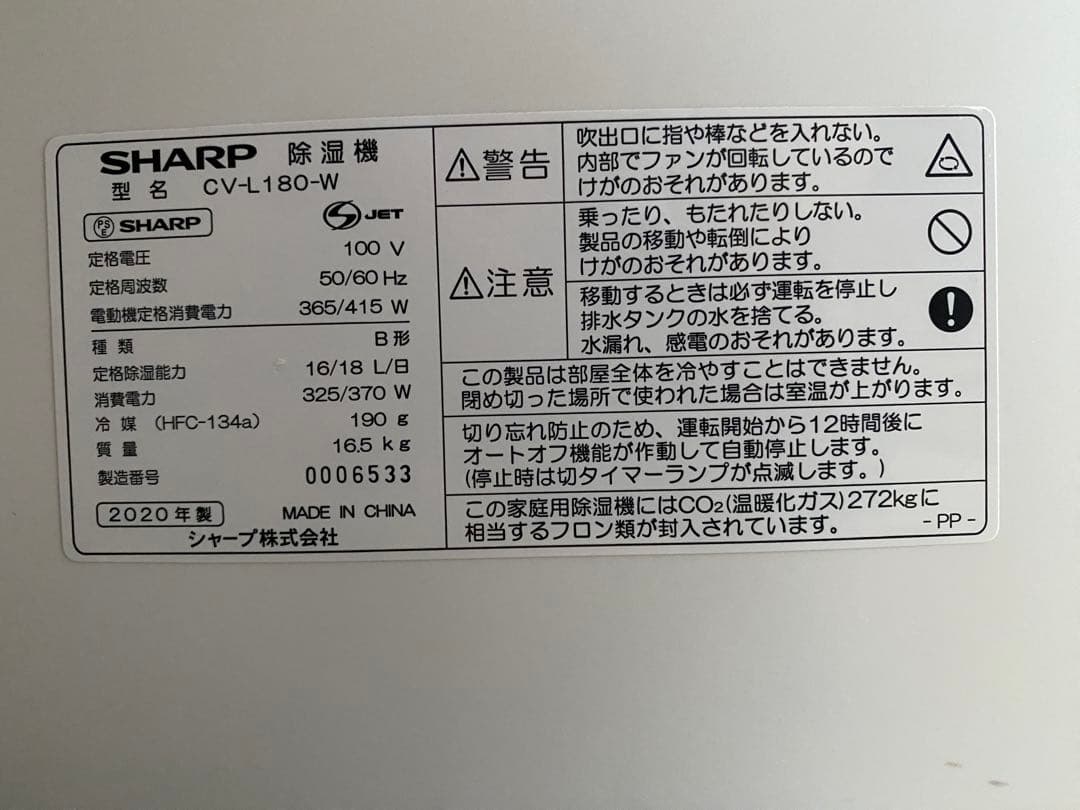 SHARP 除湿機
型名 CV-L180-W
PS E SHARP
S JET
定格電圧 100 V
定格周波数 50/60 Hz
電動機定格消費電力 365/415 W
種類 B形
定格除湿能力 16/18 L/日
消費電力 325/370 W
冷媒 (HFC-134a) 190 g
質量 16.5 kg
製造番号 0006533
2020年製 MADE IN CHINA
シャープ株式会社
警告
吹出口に指や棒などを入れない。
内部でファンが回転しているので
けがのおそれがあります。
注意
乗ったり、もたれたりしない。
製品の移動や転倒により
けがのおそれがあります。
移動するときは必ず運転を停止し
排水タンクの水を捨てる。
水漏れ、感電のおそれがあります。
この製品は部屋全体を冷やすことはできません。
閉め切った場所で使われた場合は室温が上がります。
切り忘れ防止のため、運転開始から12時間後に
オートオフ機能が作動して自動停止します。
(停止時は切タイマーランプが点滅します。)
この家庭用除湿機にはCO₂(温暖化ガス)272kgに
相当するフロン類が封入されています。
-PP-